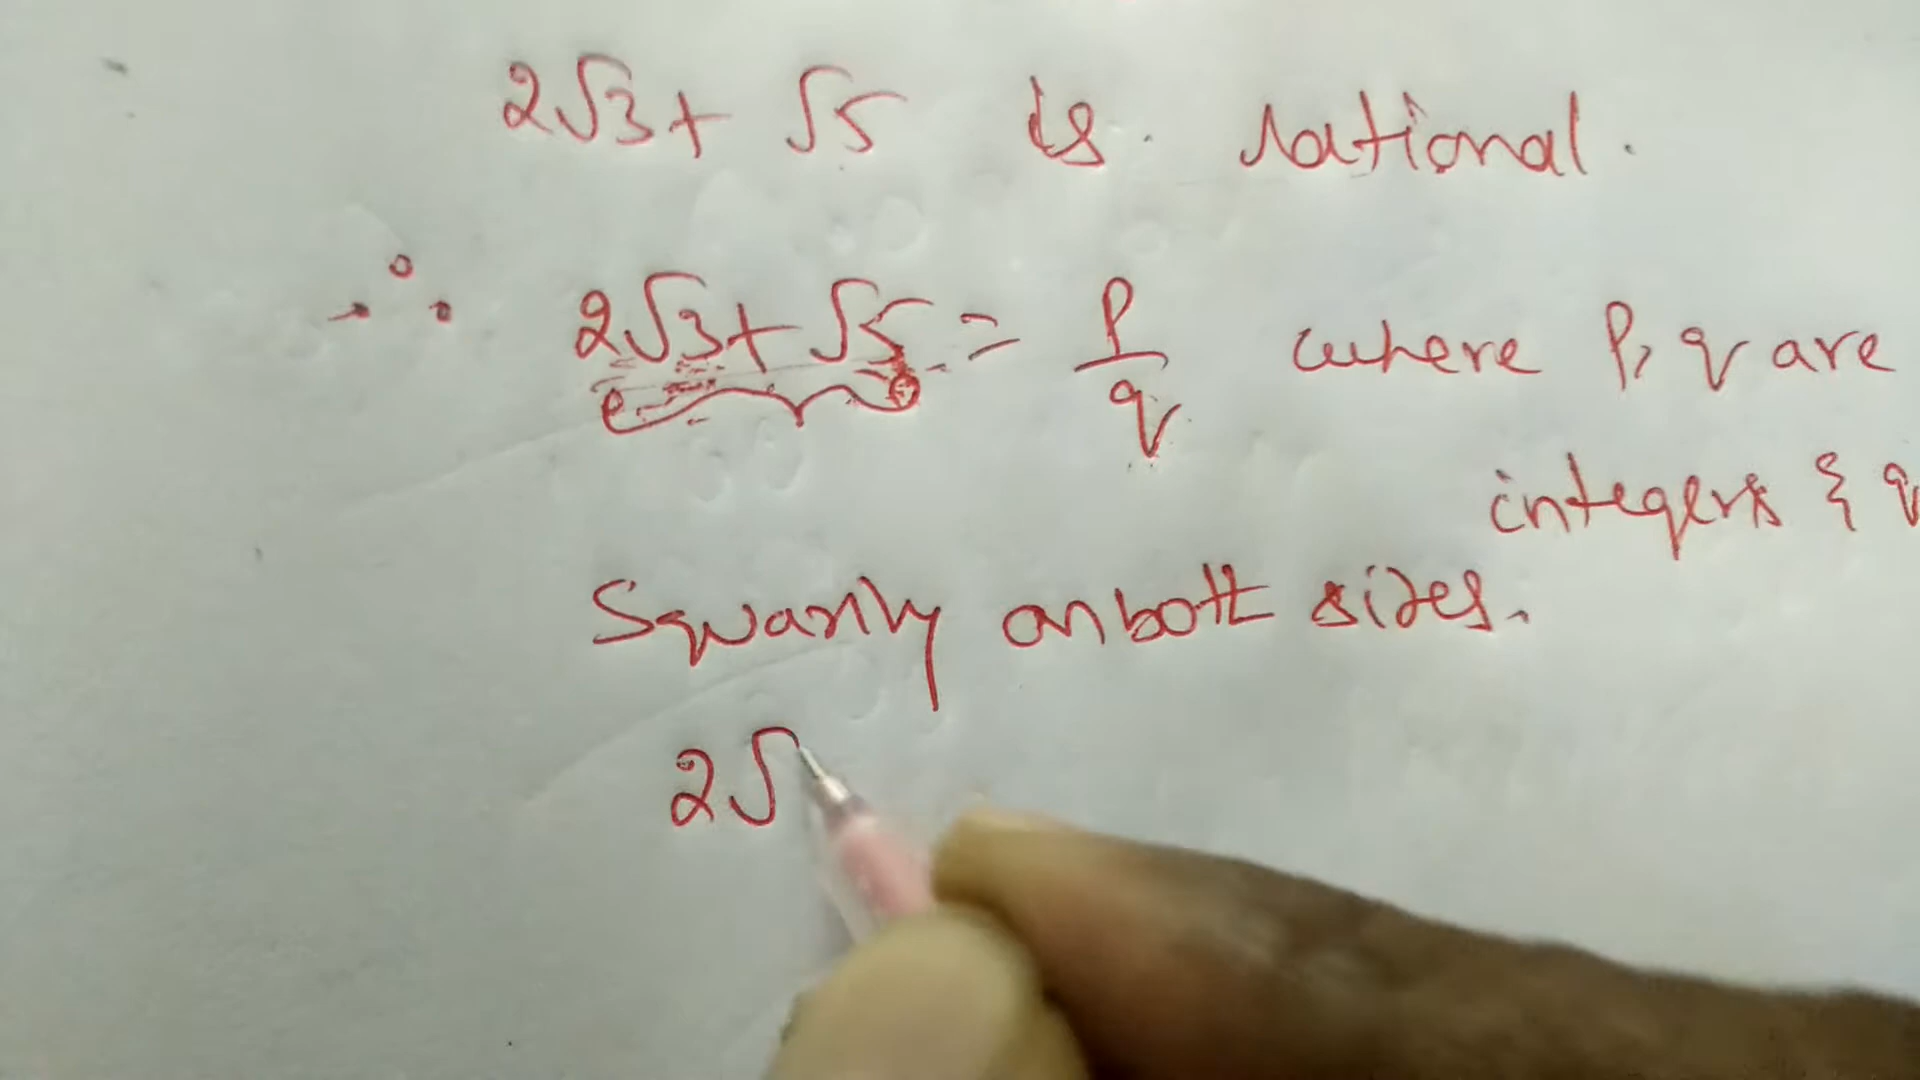 2√3 + √5 is rational.
∴ 2√3 + √5 = p/q where p, q are
integers & q
Squaring on both sides.
2√